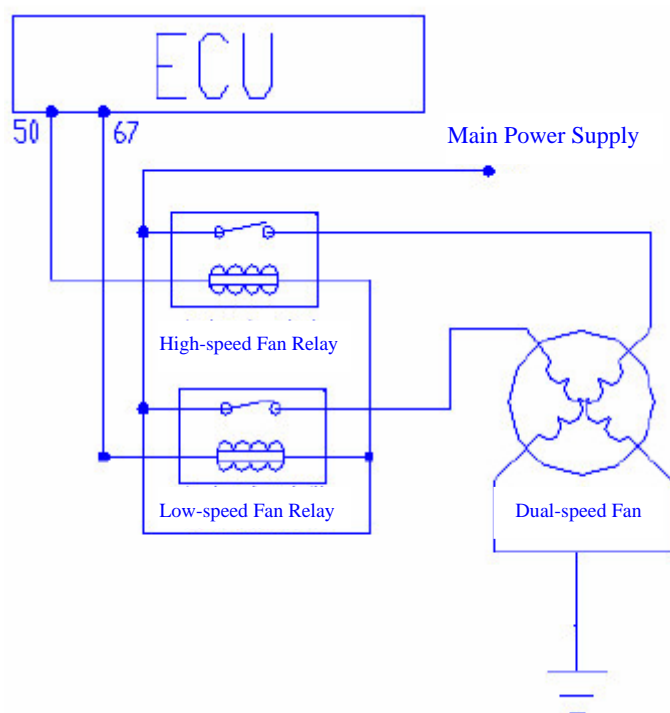 ECU
50 67
Main Power Supply
High-speed Fan Relay
Low-speed Fan Relay
Dual-speed Fan